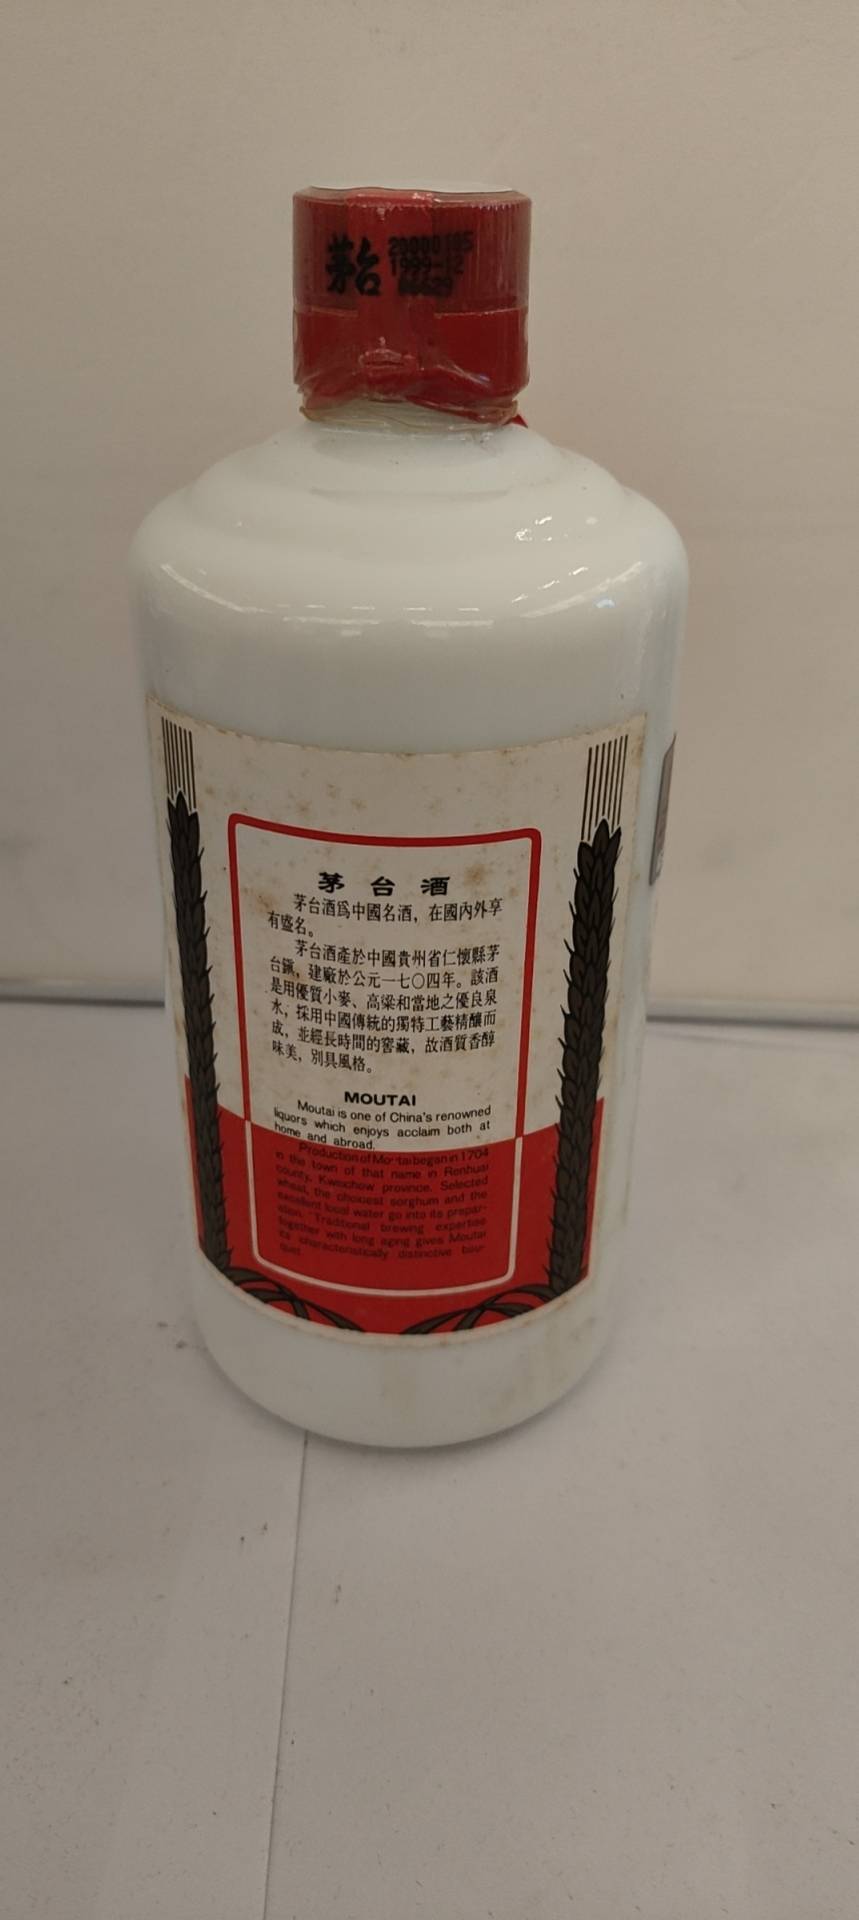 茅台
20000105
1999-12
茅台酒
茅台酒爲中國名酒，在國內外享
有盛名。
茅台酒產於中國貴州省仁懷縣茅
台鎮，建廠於公元一七〇四年。該酒
是用優質小麥、高粱和當地之優良泉
水，採用中國傳統的獨特工藝精釀而
成，並經長時間的窖藏，故酒質香醇
味美，別具風格。
MOUTAI
Moutai is one of China's renowned
liquors which enjoys acclaim both at
home and abroad.
Production of Moutai began in 1704
in the town of that name in Renhuai
county, Kweichow province. Selected
wheat, the choicest sorghum and the
excellent local water go into its prepar-
ation. Traditional brewing expertise
together with long aging gives Moutai
its characteristically distinctive bou-
quet